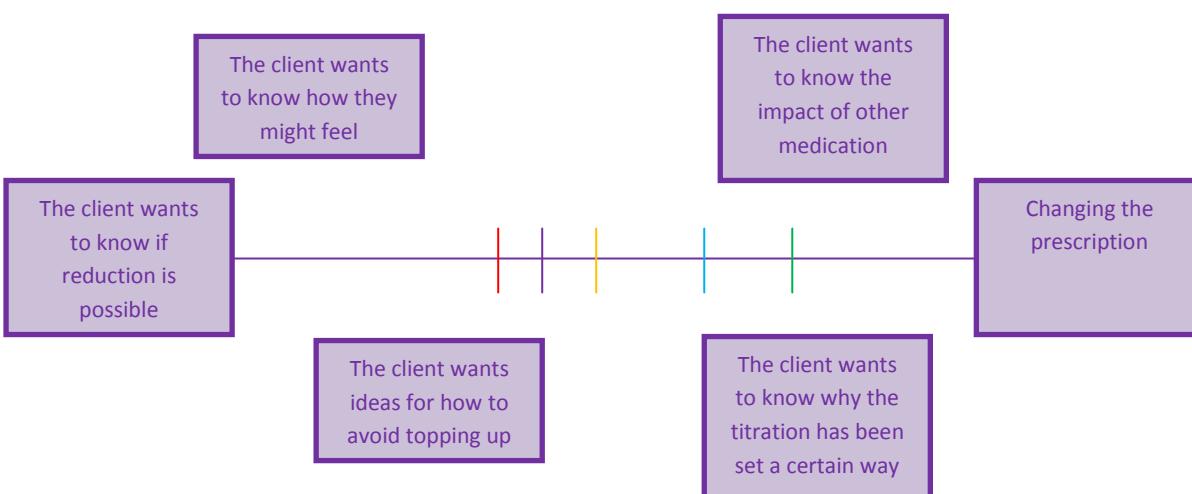 The client wants
to know how they
might feel
The client wants
to know the
impact of other
medication
The client wants
to know if
reduction is
possible
Changing the
prescription
The client wants
ideas for how to
avoid topping up
The client wants
to know why the
titration has been
set a certain way